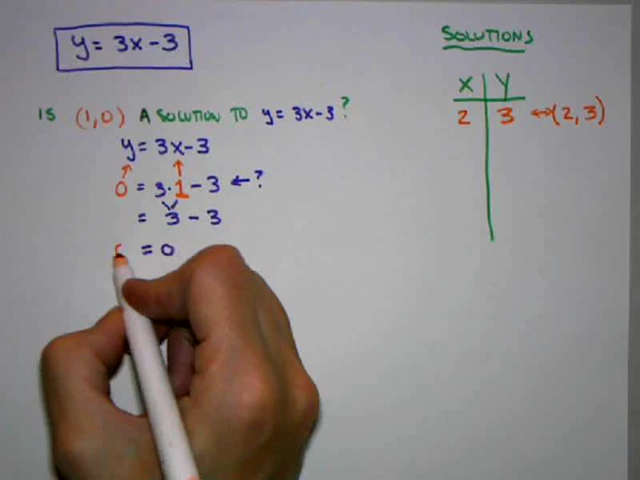 y = 3x - 3
IS (1,0) A SOLUTION TO y = 3x - 3?
y = 3x - 3
0 = 3·1 - 3 ←?
= 3 - 3
= 0
SOLUTIONS
X Y
2 3 ↔ (2,3)